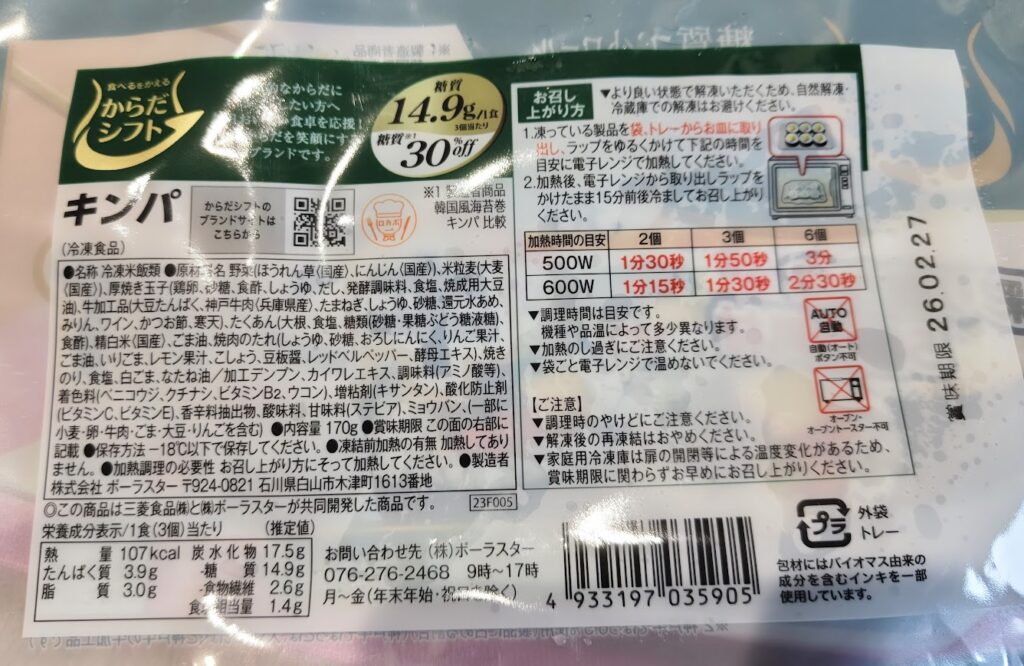 食べるをかえる
からだ
シフト
的なからだに
たい方へ
食卓を応援!
だを笑顔にす
ブランドです。
糖質
14.9g/1食
3個当たり
糖質※1
30%off
キンパ
からだシフトの
ブランドサイトは
こちらから
ロカボ
※1 製造者商品
韓国風海苔巻
キンパ 比較
(冷凍食品)
●名称 冷凍米飯類 ●原材料名 野菜(ほうれん草〈国産〉、にんじん〈国産〉)、米粒麦(大麦
〈国産〉)、厚焼き玉子(鶏卵、砂糖、食酢、しょうゆ、だし、発酵調味料、食塩、焼成用大豆
油)、牛加工品(大豆たんぱく、神戸牛肉(兵庫県産)、たまねぎ、しょうゆ、砂糖、還元水あめ、
みりん、ワイン、かつお節、寒天)、たくあん(大根、食塩、糖類(砂糖・果糖ぶどう糖液糖)、
食酢)、精白米(国産)、ごま油、焼肉のたれ(しょうゆ、砂糖、おろしにんにく、りんご果汁、
ごま油、いりごま、レモン果汁、こしょう、豆板醤、レッドベルペッパー、酵母エキス)、焼き
のり、食塩、白ごま、なたね油/加工デンプン、カイワレエキス、調味料(アミノ酸等)、
着色料(ベニコウジ、クチナシ、ビタミンB2、ウコン)、増粘剤(キサンタン)、酸化防止剤
(ビタミンC、ビタミンE)、香辛料抽出物、酸味料、甘味料(ステビア)、ミョウバン、(一部に
小麦・卵・牛肉・ごま・大豆・りんごを含む) ●内容量 170g ●賞味期限 この面の右部に
記載 ●保存方法 −18℃以下で保存してください。 ●凍結前加熱の有無 加熱してあり
ません。 ●加熱調理の必要性 お召し上がり方にそって加熱してください。 ●製造者
株式会社 ポーラスター 〒924-0821 石川県白山市木津町1613番地
◎この商品は三菱食品㈱と㈱ポーラスターが共同開発した商品です。
23F005
栄養成分表示/1食(3個)当たり (推定値)
熱量 107kcal 炭水化物 17.5g
たんぱく質 3.9g -糖質 14.9g
脂質 3.0g -食物繊維 2.6g
食塩相当量 1.4g
お問い合わせ先 (株)ポーラスター
076-276-2468 9時〜17時
月〜金(年末年始・祝日を除く)
お召し
上がり方
▼より良い状態で解凍いただくため、自然解凍・
冷蔵庫での解凍はお避けください。
1.凍っている製品を袋、トレーからお皿に取り
出し、ラップをゆるくかけて下記の時間を
目安に電子レンジで加熱してください。
2.加熱後、電子レンジから取り出しラップを
かけたまま15分前後冷ましてお召し上がり
ください。
加熱時間の目安 2個 3個 6個
500W 1分30秒 1分50秒 3分
600W 1分15秒 1分30秒 2分30秒
▼調理時間は目安です。
機種や品温によって多少異なります。
▼加熱のし過ぎにご注意ください。
▼袋ごと電子レンジで温めないでください。
AUTO
自動
自動(オート)
ボタン不可
オーブン・
オーブントースター不可
【ご注意】
▼調理時のやけどにご注意ください。
▼解凍後の再凍結はおやめください。
▼家庭用冷凍庫は扉の開閉等による温度変化があるため、
賞味期限に関わらずお早めにお召し上がりください。
4 933197 035905
プラ
外袋
トレー
包材にはバイオマス由来の
成分を含むインキを一部
使用しています。
賞味期限 26.02.27